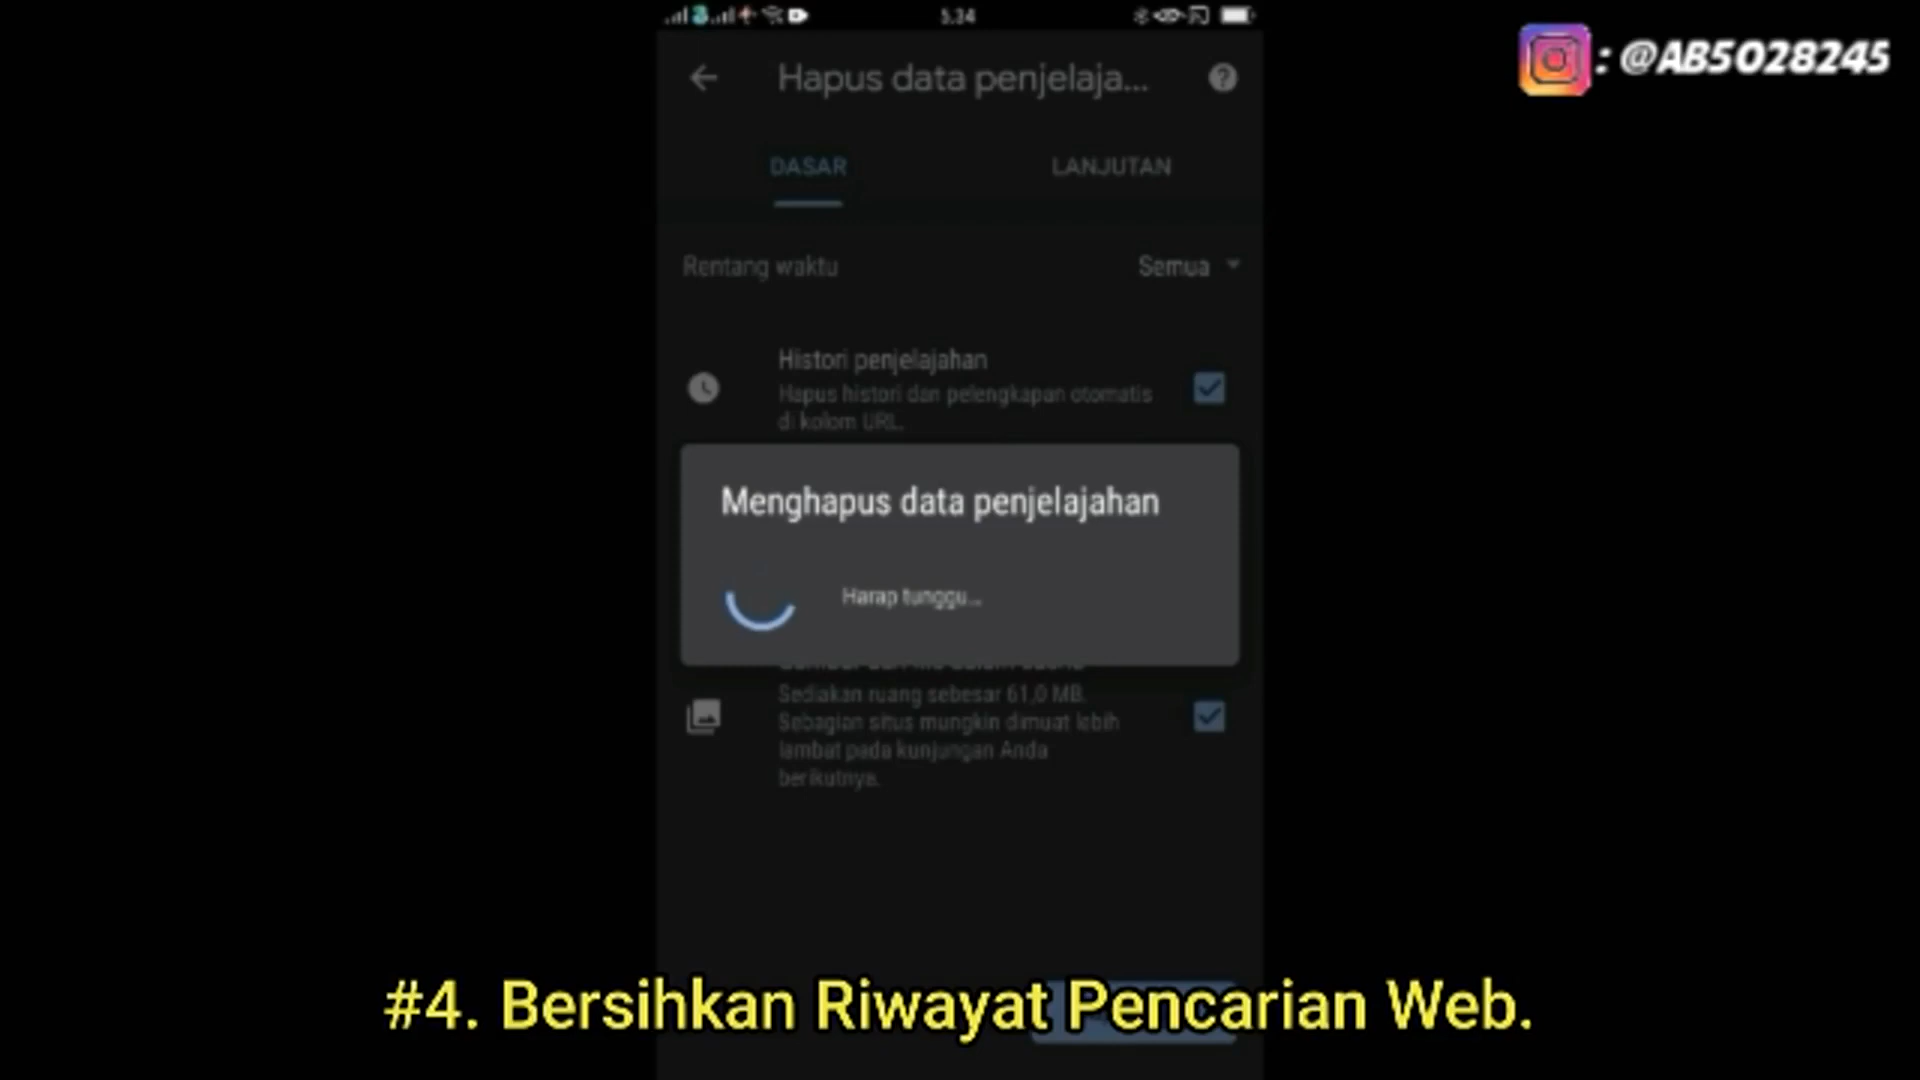 5.34
: @AB5028245
Hapus data penjelaja...
DASAR
LANJUTAN
Rentang waktu
Semua
Histori penjelajahan
Hapus histori dan pelengkapan otomatis
di kolom URL.
Menghapus data penjelajahan
Harap tunggu...
Sediakan ruang sebesar 61,0 MB.
Sebagian situs mungkin dimuat lebih
lambat pada kunjungan Anda
berikutnya.
#4. Bersihkan Riwayat Pencarian Web.